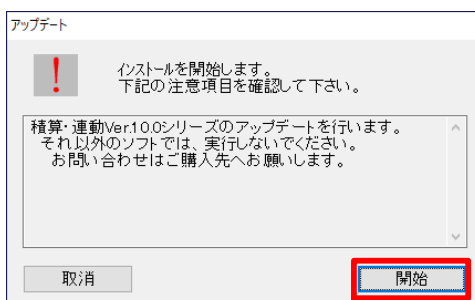 アップデート
インストールを開始します。
下記の注意項目を確認して下さい。
積算・連動Ver.10.0シリーズのアップデートを行います。
それ以外のソフトでは、実行しないでください。
お問い合わせはご購入先へお願いします。
取消
開始